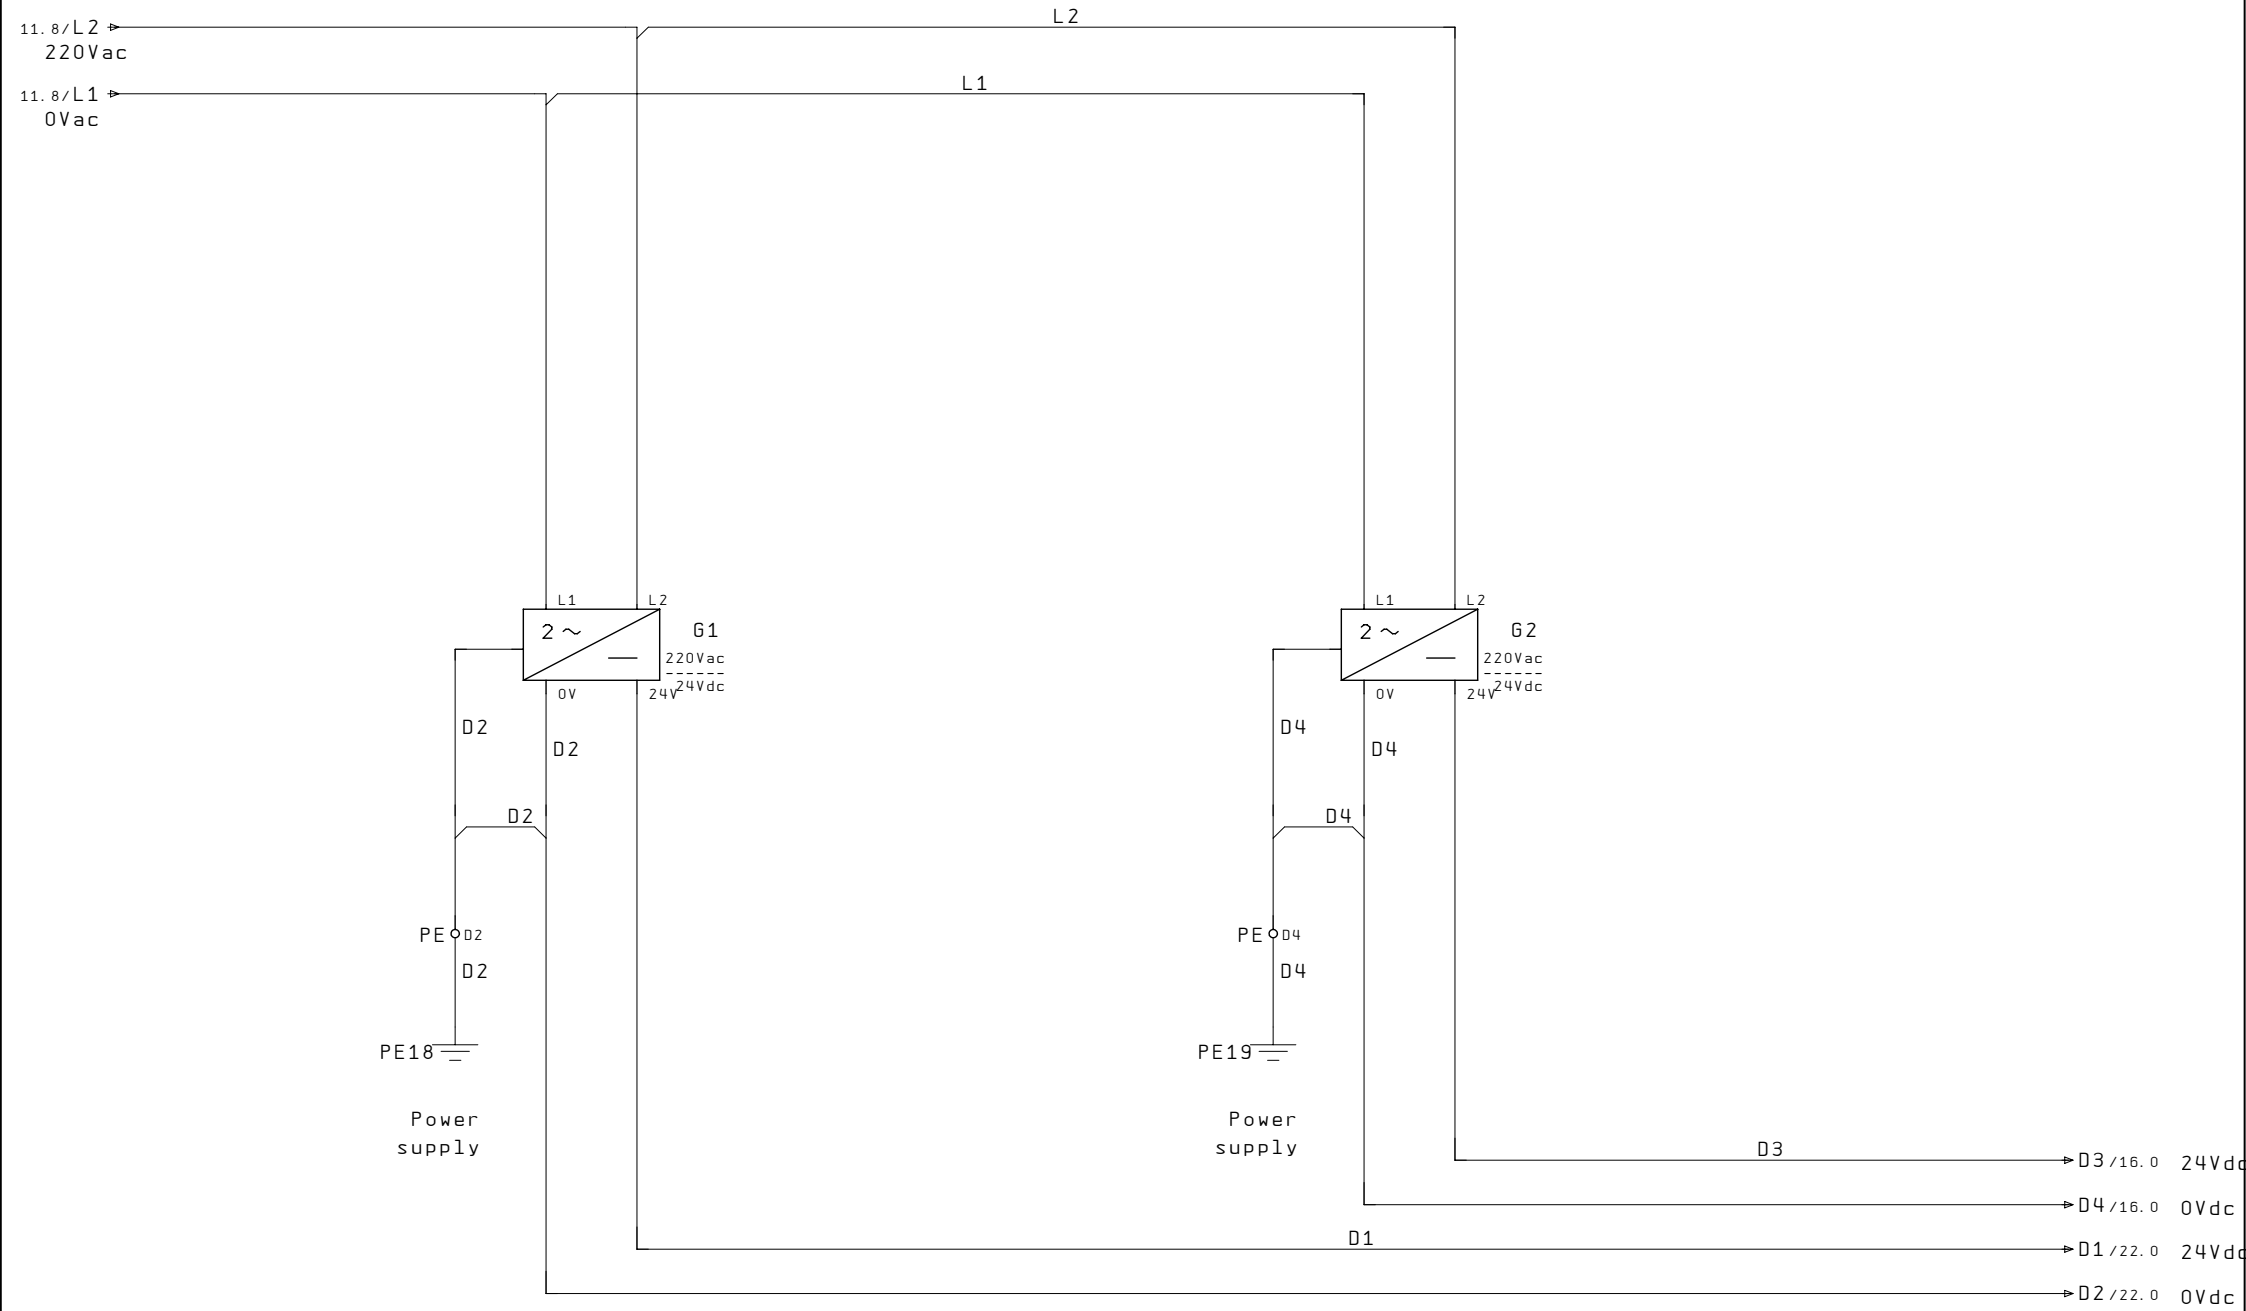 11.8/L2
220Vac
L2
11.8/L1
0Vac
L1
L1
L2
2~
G1
220Vac
24Vdc
0V
24V
L1
L2
2~
G2
220Vac
24Vdc
0V
24V
D2
D2
D2
D4
D4
D4
PE
D2
D2
PE
D4
D4
PE18
PE19
Power
supply
Power
supply
D3
D3/16.0 24Vdc
D4/16.0 0Vdc
D1
D1/22.0 24Vdc
D2/22.0 0Vdc